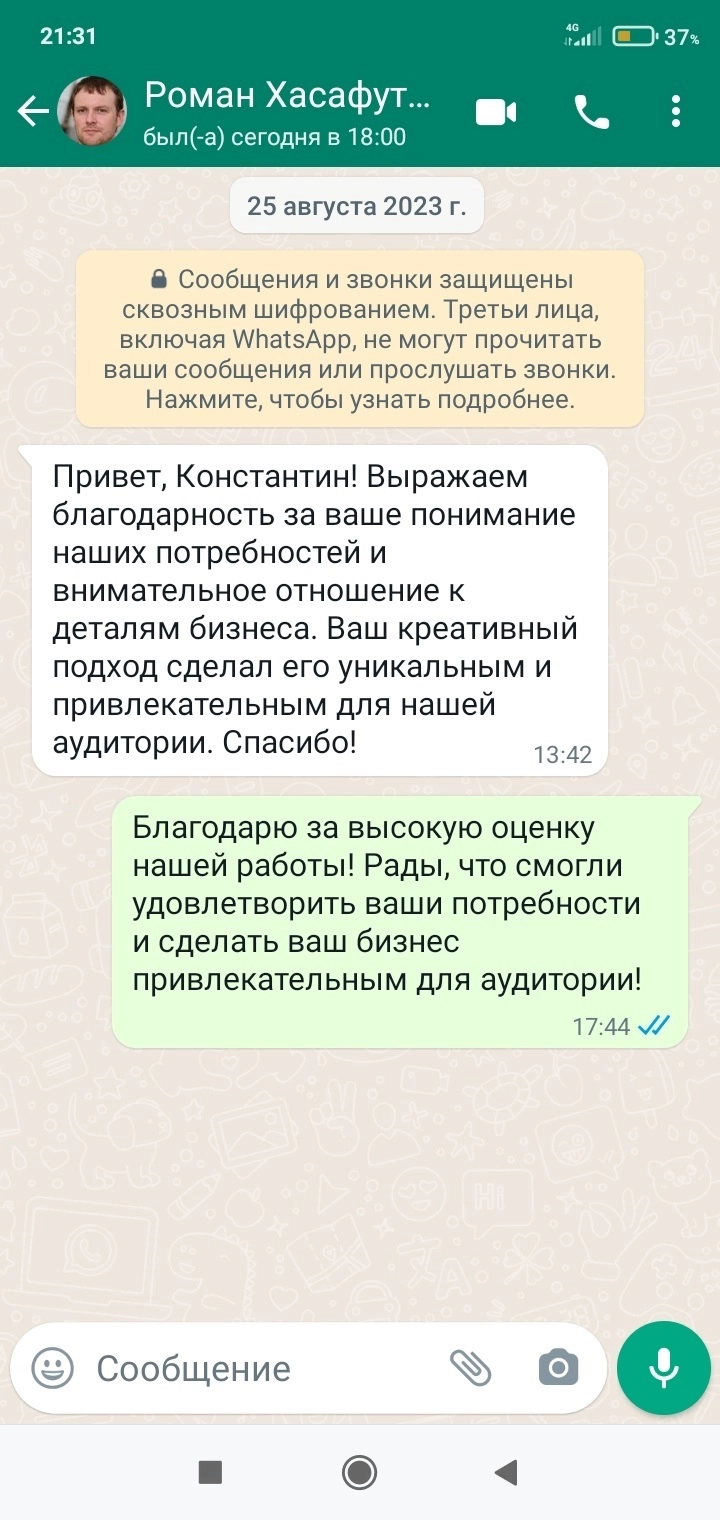 21:31
4G
37%
Роман Хасафут...
был(-а) сегодня в 18:00
25 августа 2023 г.
Сообщения и звонки защищены
сквозным шифрованием. Третьи лица,
включая WhatsApp, не могут прочитать
ваши сообщения или прослушать звонки.
Нажмите, чтобы узнать подробнее.
Привет, Константин! Выражаем
благодарность за ваше понимание
наших потребностей и
внимательное отношение к
деталям бизнеса. Ваш креативный
подход сделал его уникальным и
привлекательным для нашей
аудитории. Спасибо!
13:42
Благодарю за высокую оценку
нашей работы! Рады, что смогли
удовлетворить ваши потребности
и сделать ваш бизнес
привлекательным для аудитории!
17:44
Hi
Сообщение